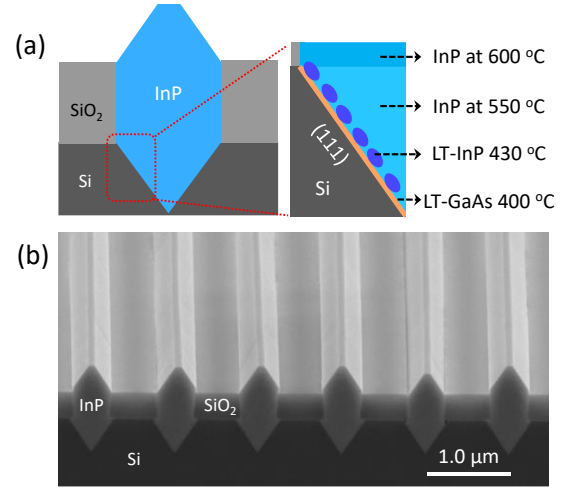 (a)
InP
SiO₂
Si
InP at 600 °C
InP at 550 °C
LT-InP 430 °C
LT-GaAs 400 °C
(111)
Si
(b)
InP
SiO₂
Si
1.0 μm